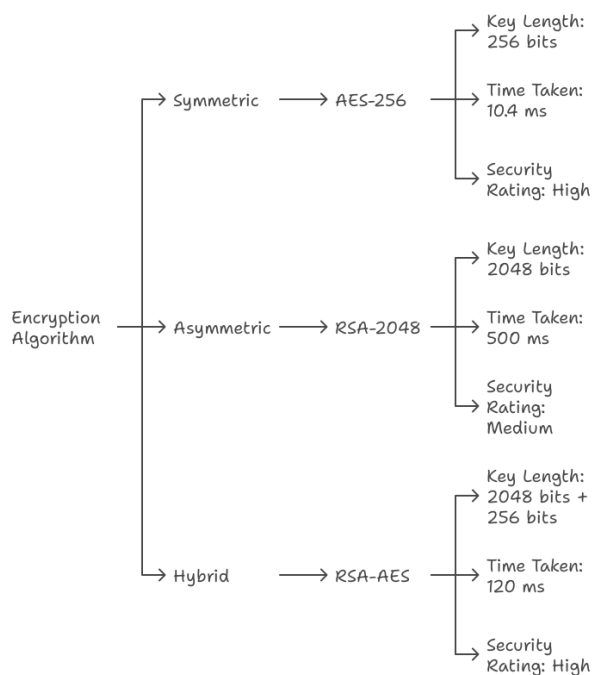 Encryption
Algorithm
Symmetric
AES-256
Key Length:
256 bits
Time Taken:
10.4 ms
Security
Rating: High
Asymmetric
RSA-2048
Key Length:
2048 bits
Time Taken:
500 ms
Security
Rating:
Medium
Hybrid
RSA-AES
Key Length:
2048 bits +
256 bits
Time Taken:
120 ms
Security
Rating: High